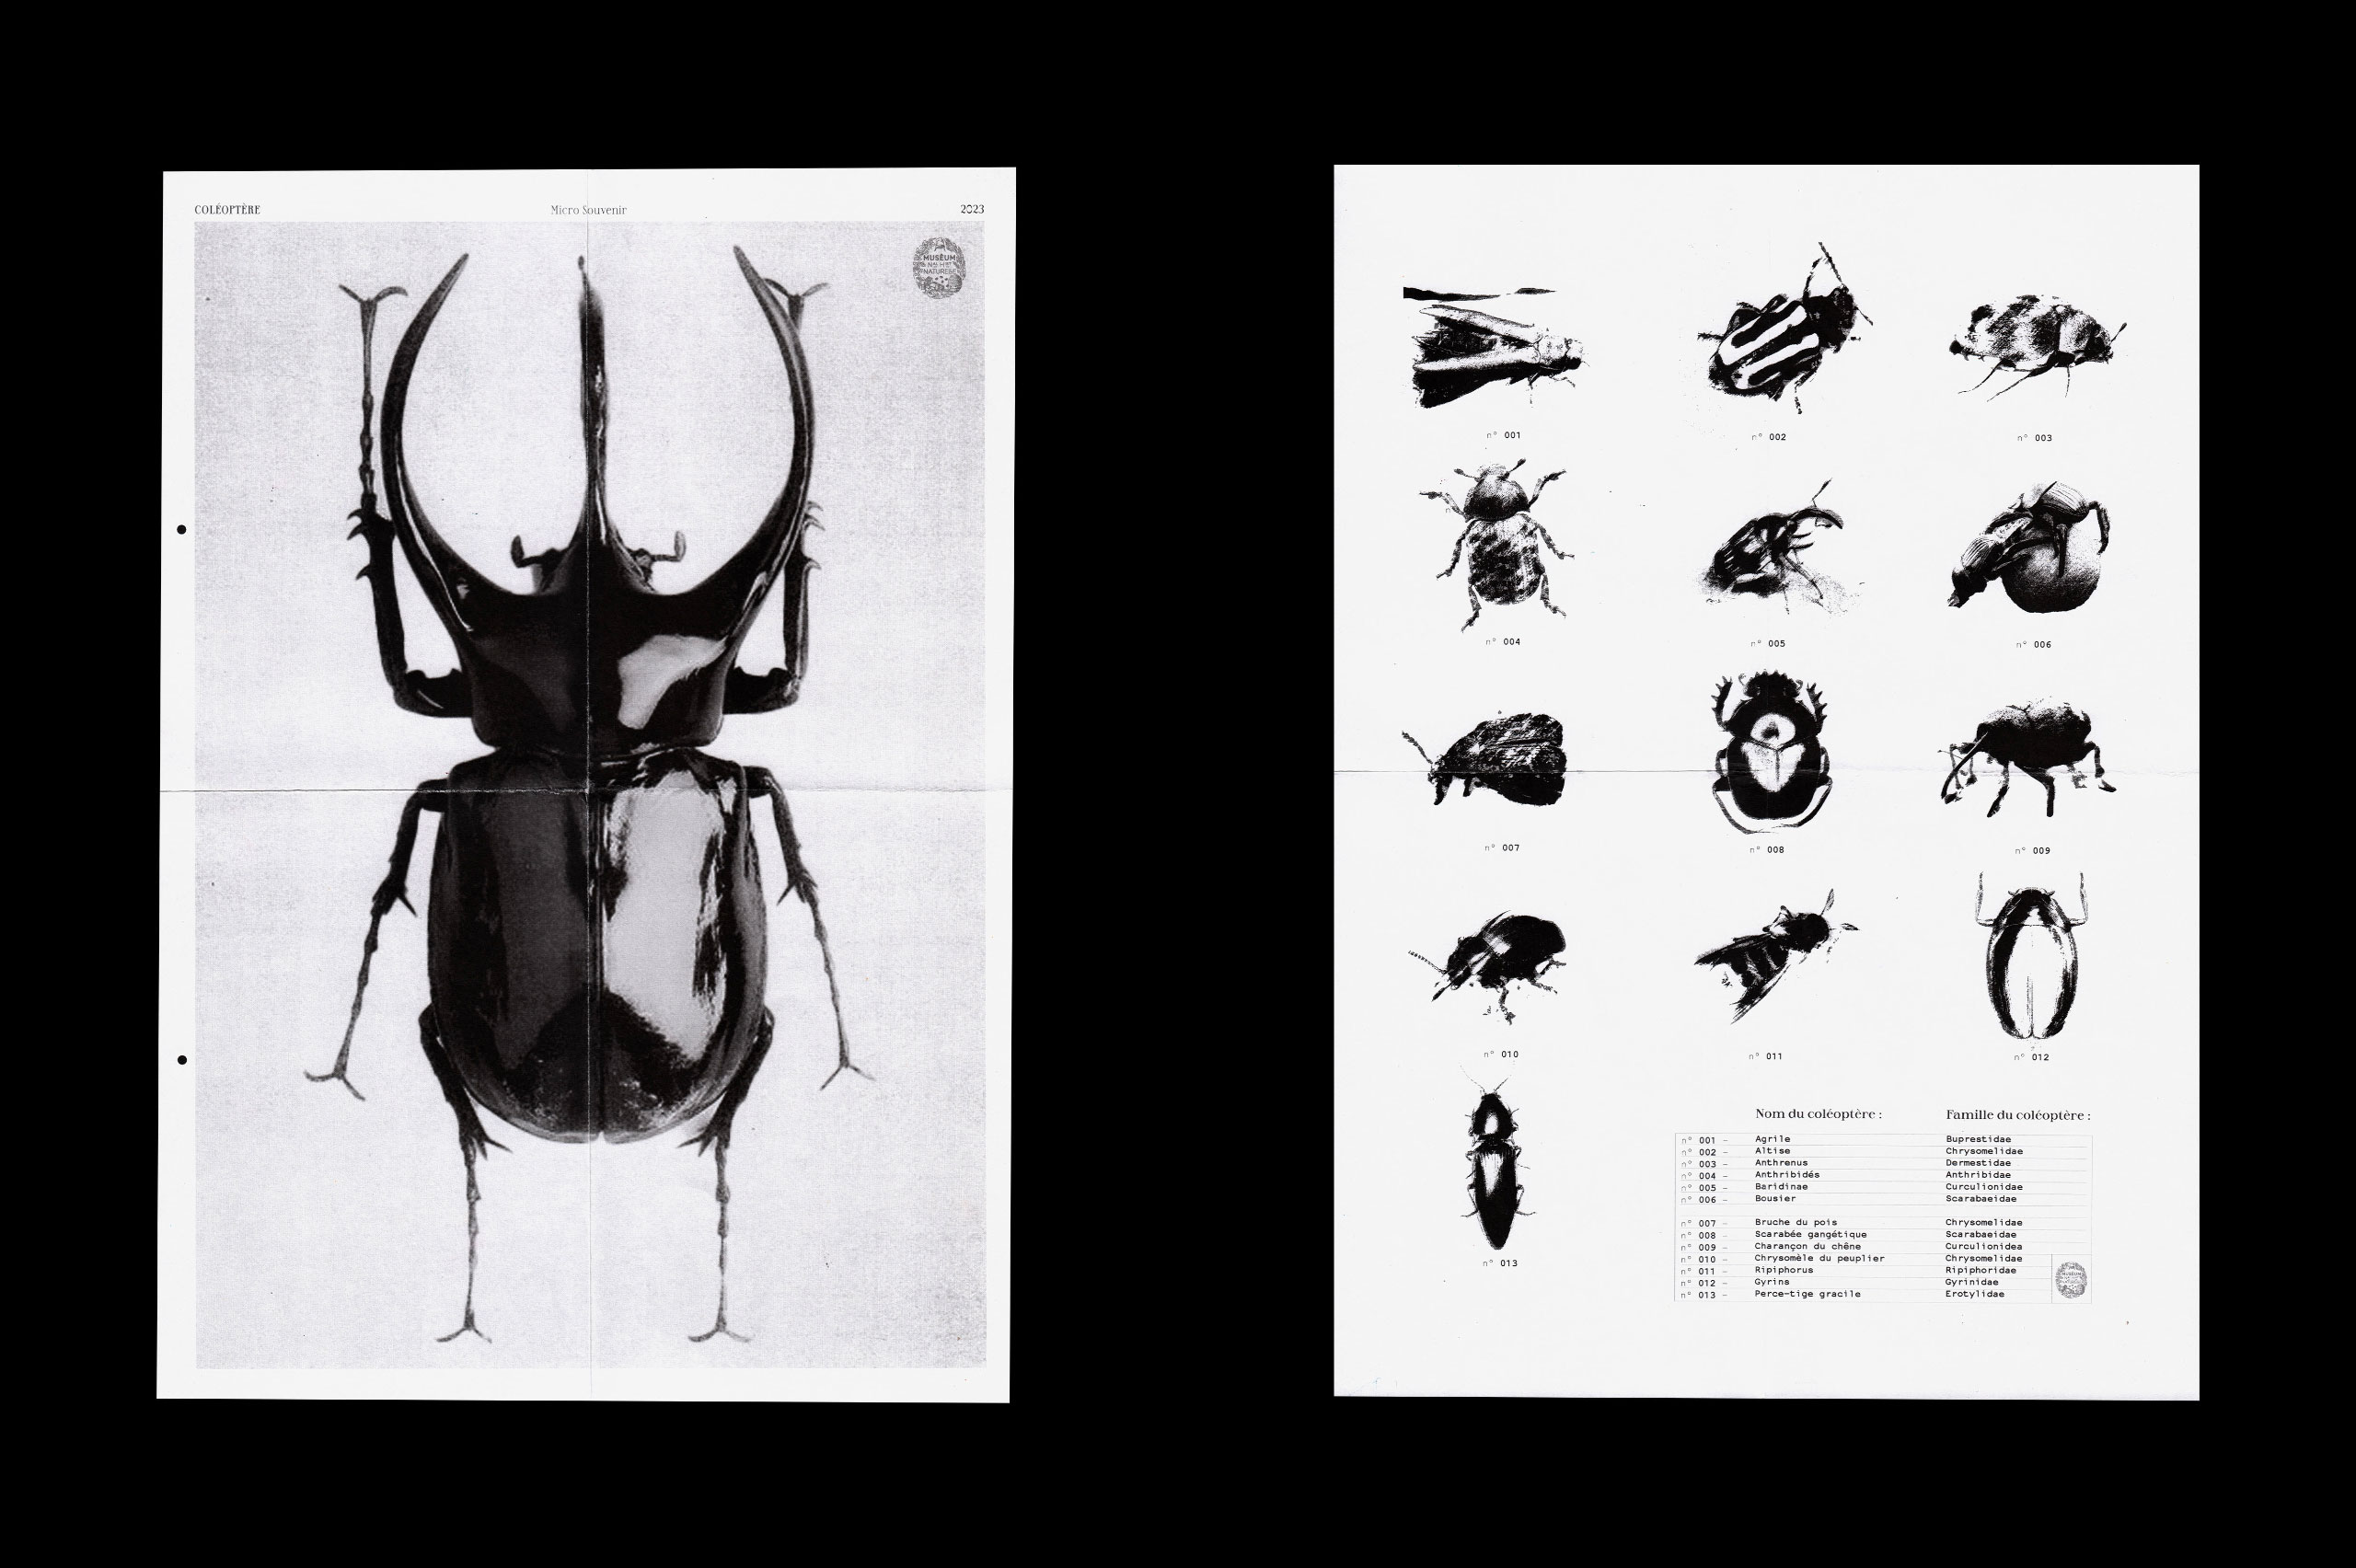 COLÉOPTÈRE Micro Souvenir 2023
MUSÉUM
NATURELLE
n° 001 n° 002 n° 003
n° 004 n° 005 n° 006
n° 007 n° 008 n° 009
n° 010 n° 011 n° 012
n° 013
Nom du coléoptère : Famille du coléoptère :
n° 001 – Agrile Buprestidae
n° 002 – Altise Chrysomelidae
n° 003 – Anthrenus Dermestidae
n° 004 – Anthribidés Anthribidae
n° 005 – Baridinae Curculionidae
n° 006 – Bousier Scarabaeidae
n° 007 – Bruche du pois Chrysomelidae
n° 008 – Scarabée gangétique Scarabaeidae
n° 009 – Charançon du chêne Curculionidea
n° 010 – Chrysomèle du peuplier Chrysomelidae
n° 011 – Ripiphorus Ripiphoridae
n° 012 – Gyrins Gyrinidae
n° 013 – Perce-tige gracile Erotylidae
MUSÉUM